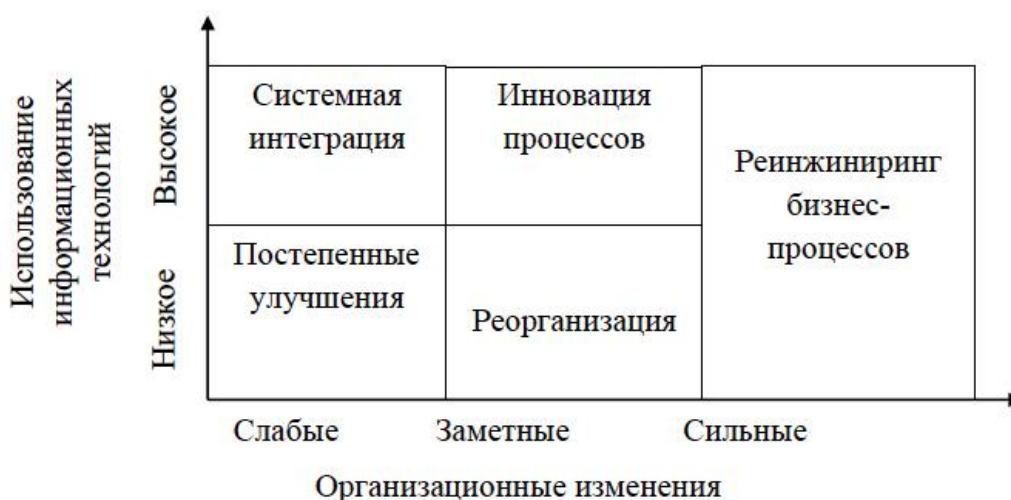 Использование
информационных
технологий
Высокое
Низкое
Системная
интеграция
Инновация
процессов
Реинжиниринг
бизнес-
процессов
Постепенные
улучшения
Реорганизация
Слабые
Заметные
Сильные
Организационные изменения